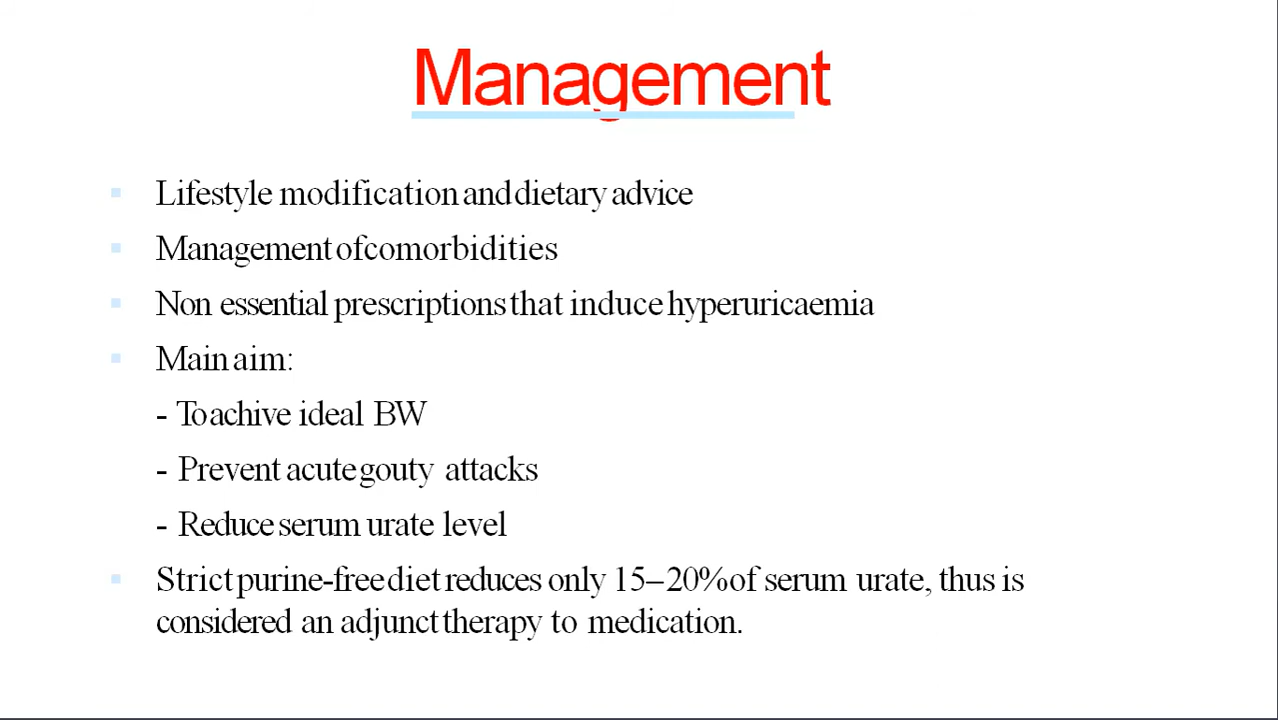 Management
Lifestyle modification and dietary advice
Management of comorbidities
Non essential prescriptions that induce hyperuricaemia
Main aim:
- To achive ideal BW
- Prevent acute gouty attacks
- Reduce serum urate level
Strict purine-free diet reduces only 15–20% of serum urate, thus is
considered an adjunct therapy to medication.